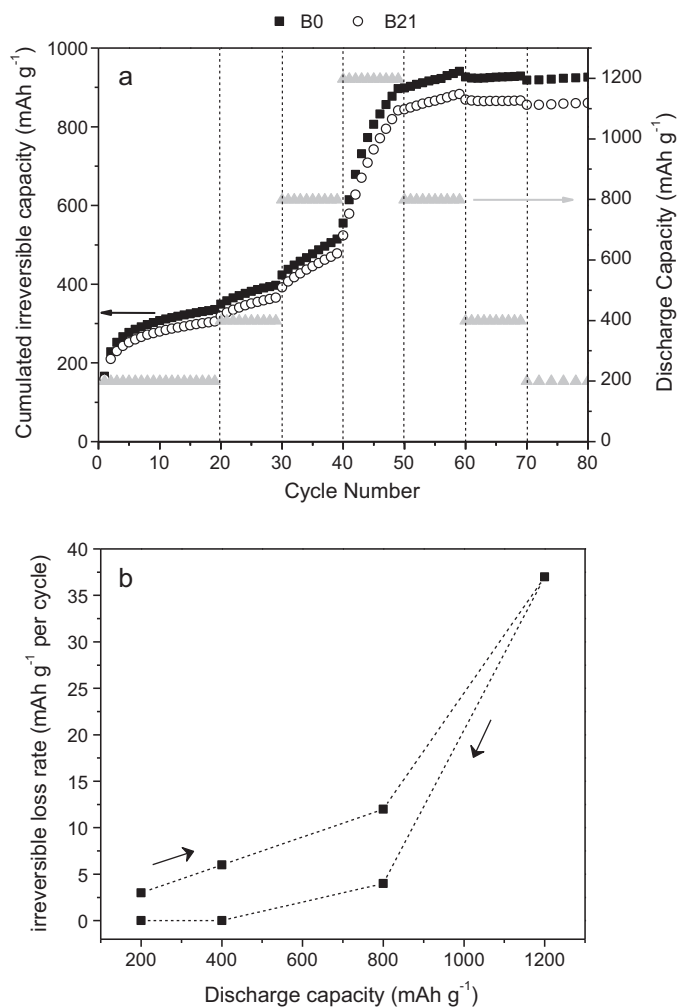 B0 B21
a
Cumulated irreversible capacity (mAh g⁻¹)
1000
800
600
400
200
0
0 10 20 30 40 50 60 70 80
Cycle Number
1200
1000
800
600
400
200
0
Discharge Capacity (mAh g⁻¹)
b
irreversible loss rate (mAh g⁻¹ per cycle)
40
35
30
25
20
15
10
5
0
200 400 600 800 1000 1200
Discharge capacity (mAh g⁻¹)